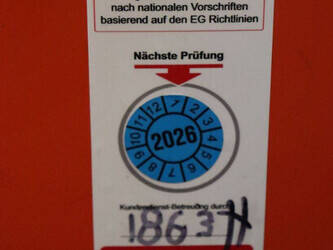 nach nationalen Vorschriften
basierend auf den EG Richtlinien
Nächste Prüfung
12 1 2 3 4 5 6 7 8 9 10 11
2026
Kundendienst-Betreuung durch